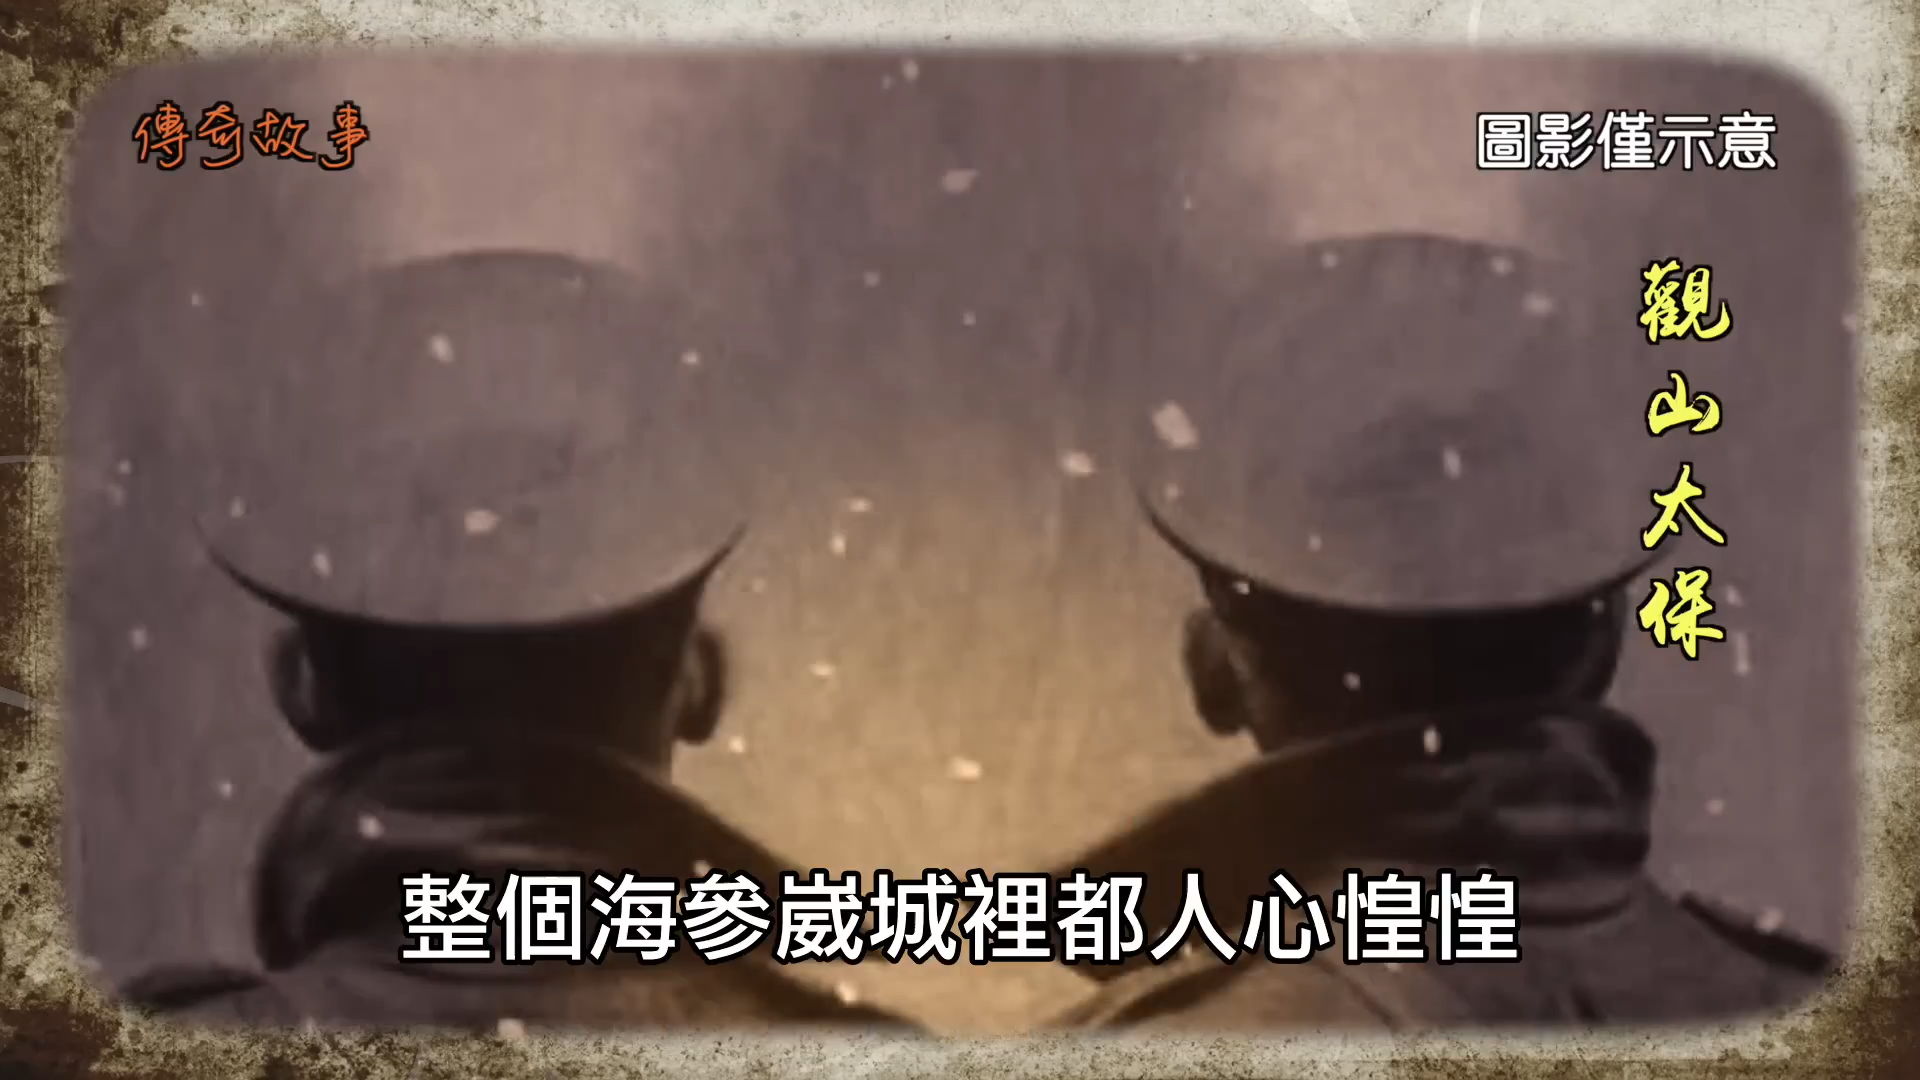 傳奇故事
圖影僅示意
觀山太保
整個海參崴城裡都人心惶惶